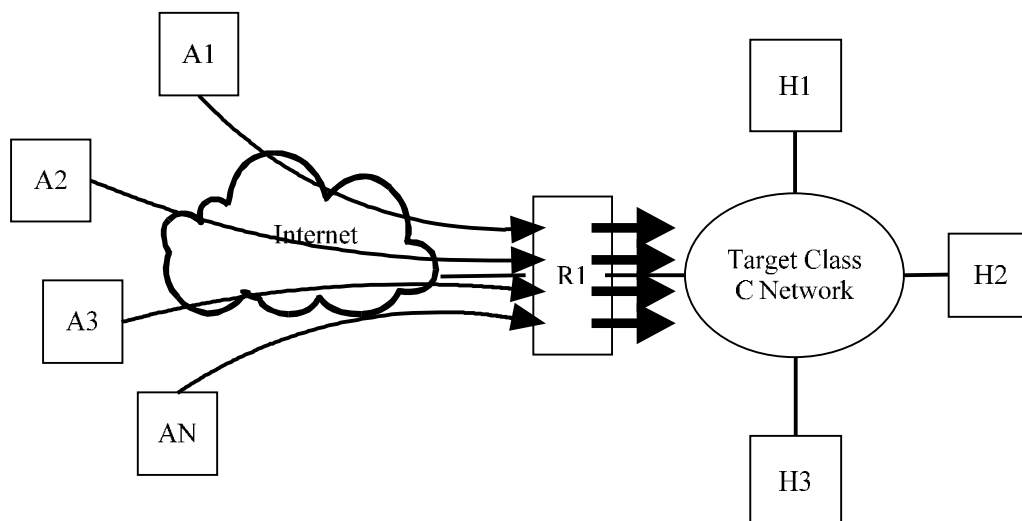 A1
H1
A2
Internet
Target Class
C Network
R1
H2
A3
AN
H3